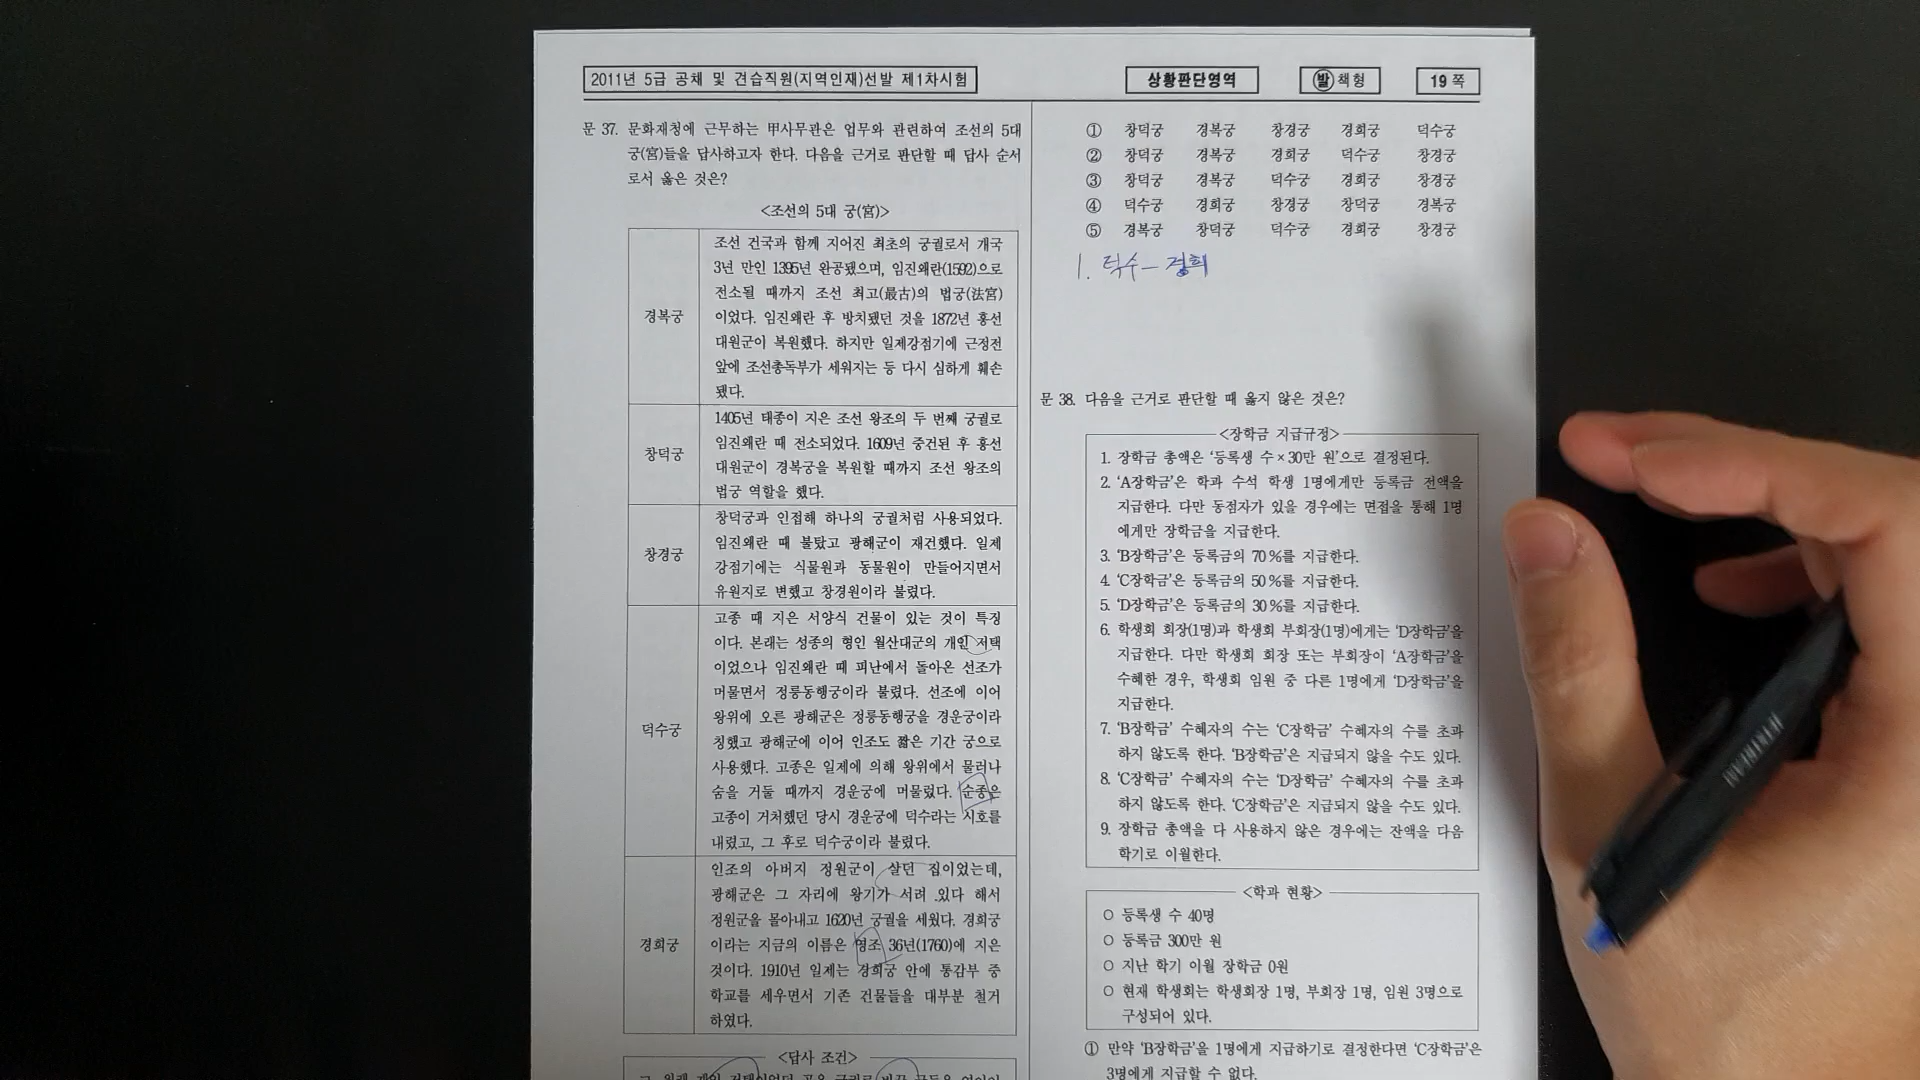 2011년 5급 공채 및 견습직원(지역인재)선발 제1차시험
상황판단영역
발 책형
19 쪽
문 37. 문화재청에 근무하는 甲사무관은 업무와 관련하여 조선의 5대
궁(宮)들을 답사하고자 한다. 다음을 근거로 판단할 때 답사 순서
로서 옳은 것은?
<조선의 5대 궁(宮)>
경복궁
조선 건국과 함께 지어진 최초의 궁궐로서 개국
3년 만인 1395년 완공됐으며, 임진왜란(1592)으로
전소될 때까지 조선 최고(最古)의 법궁(法宮)
이었다. 임진왜란 후 방치됐던 것을 1872년 흥선
대원군이 복원했다. 하지만 일제강점기에 근정전
앞에 조선총독부가 세워지는 등 다시 심하게 훼손
됐다.
창덕궁
1405년 태종이 지은 조선 왕조의 두 번째 궁궐로
임진왜란 때 전소되었다. 1609년 중건된 후 흥선
대원군이 경복궁을 복원할 때까지 조선 왕조의
법궁 역할을 했다.
창경궁
창덕궁과 인접해 하나의 궁궐처럼 사용되었다.
임진왜란 때 불탔고 광해군이 재건했다. 일제
강점기에는 식물원과 동물원이 만들어지면서
유원지로 변했고 창경원이라 불렸다.
덕수궁
고종 때 지은 서양식 건물이 있는 것이 특징
이다. 본래는 성종의 형인 월산대군의 개인 저택
이었으나 임진왜란 때 피난에서 돌아온 선조가
머물면서 정릉동행궁이라 불렸다. 선조에 이어
왕위에 오른 광해군은 정릉동행궁을 경운궁이라
칭했고 광해군에 이어 인조도 짧은 기간 궁으로
사용했다. 고종은 일제에 의해 왕위에서 물러나
숨을 거둘 때까지 경운궁에 머물렀다. 순종은
고종이 거처했던 당시 경운궁에 덕수라는 시호를
내렸고, 그 후로 덕수궁이라 불렸다.
경희궁
인조의 아버지 정원군이 살던 집이었는데,
광해군은 그 자리에 왕기가 서려 있다 해서
정원군을 몰아내고 1620년 궁궐을 세웠다. 경희궁
이라는 지금의 이름은 영조 36년(1760)에 지은
것이다. 1910년 일제는 경희궁 안에 통감부 중
학교를 세우면서 기존 건물들을 대부분 철거
하였다.
<답사 조건>
① 창덕궁 경복궁 창경궁 경희궁 덕수궁
② 창덕궁 경복궁 경희궁 덕수궁 창경궁
③ 창덕궁 경복궁 덕수궁 경희궁 창경궁
④ 덕수궁 경희궁 창경궁 창덕궁 경복궁
⑤ 경복궁 창덕궁 덕수궁 경희궁 창경궁
1. 덕수 - 경희
문 38. 다음을 근거로 판단할 때 옳지 않은 것은?
<장학금 지급규정>
1. 장학금 총액은 '등록생 수×30만 원'으로 결정된다.
2. 'A장학금'은 학과 수석 학생 1명에게만 등록금 전액을
지급한다. 다만 동점자가 있을 경우에는 면접을 통해 1명
에게만 장학금을 지급한다.
3. 'B장학금'은 등록금의 70%를 지급한다.
4. 'C장학금'은 등록금의 50%를 지급한다.
5. 'D장학금'은 등록금의 30%를 지급한다.
6. 학생회 회장(1명)과 학생회 부회장(1명)에게는 'D장학금'을
지급한다. 다만 학생회 회장 또는 부회장이 'A장학금'을
수혜한 경우, 학생회 임원 중 다른 1명에게 'D장학금'을
지급한다.
7. 'B장학금' 수혜자의 수는 'C장학금' 수혜자의 수를 초과
하지 않도록 한다. 'B장학금'은 지급되지 않을 수도 있다.
8. 'C장학금' 수혜자의 수는 'D장학금' 수혜자의 수를 초과
하지 않도록 한다. 'C장학금'은 지급되지 않을 수도 있다.
9. 장학금 총액을 다 사용하지 않은 경우에는 잔액을 다음
학기로 이월한다.
<학과 현황>
○ 등록생 수 40명
○ 등록금 300만 원
○ 지난 학기 이월 장학금 0원
○ 현재 학생회는 학생회장 1명, 부회장 1명, 임원 3명으로
구성되어 있다.
① 만약 'B장학금'을 1명에게 지급하기로 결정한다면 'C장학금'은
3명에게 지급할 수 없다.